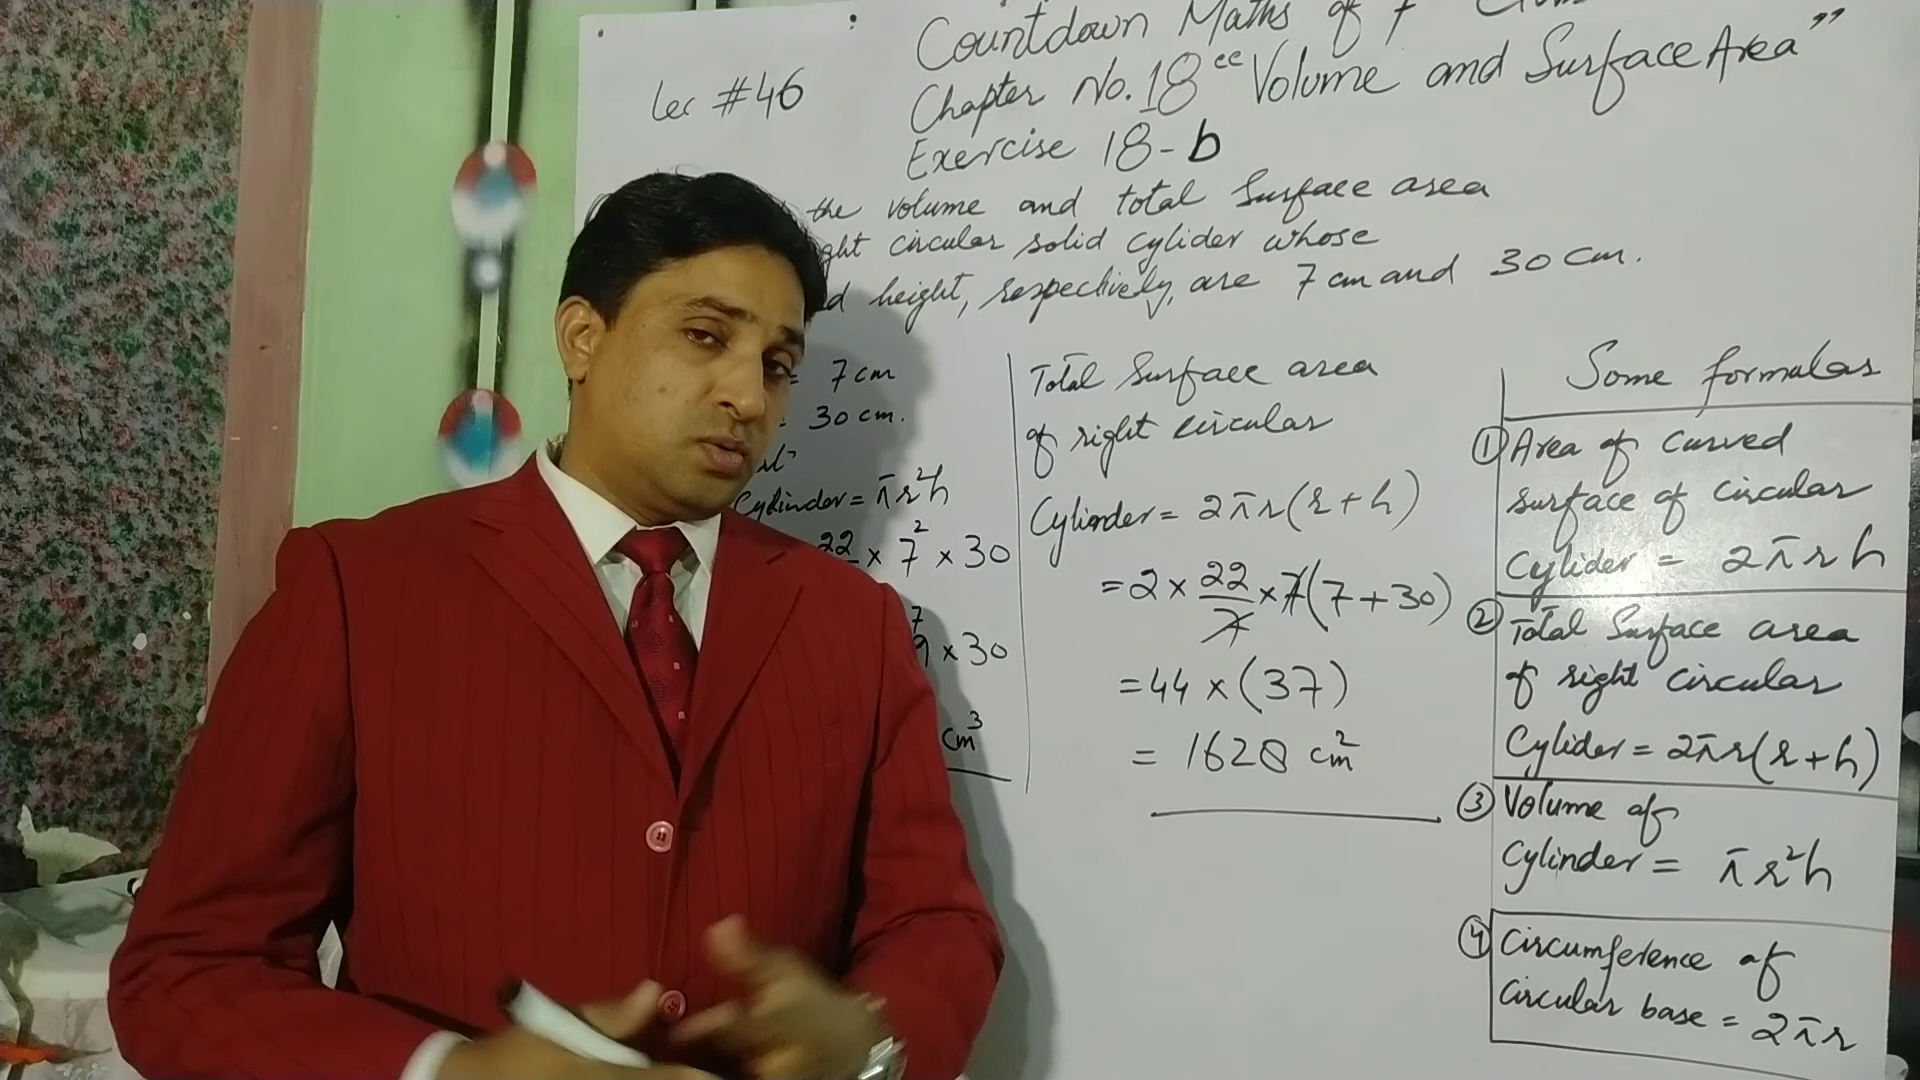 Countdown Maths of 7
Lec #46
Chapter No. 18 "Volume and Surface Area"
Exercise 18-b
the volume and total Surface area
ght circular solid cylider whose
d height, respectively, are 7 cm and 30 cm.
= 7 cm
= 30 cm.
Cylinder = πr²h
22 × 7² × 30
7
9 × 30
cm³
Total Surface area
of right circular
Cylinder = 2πr(r+h)
= 2 × 22/7 × 7(7+30)
= 44 × (37)
= 1628 cm²
Some formulas
① Area of curved
surface of circular
Cylider = 2πrh
② Total Surface area
of right circular
Cylider = 2πr(r+h)
③ Volume of
Cylinder = πr²h
④ Circumference of
circular base = 2πr